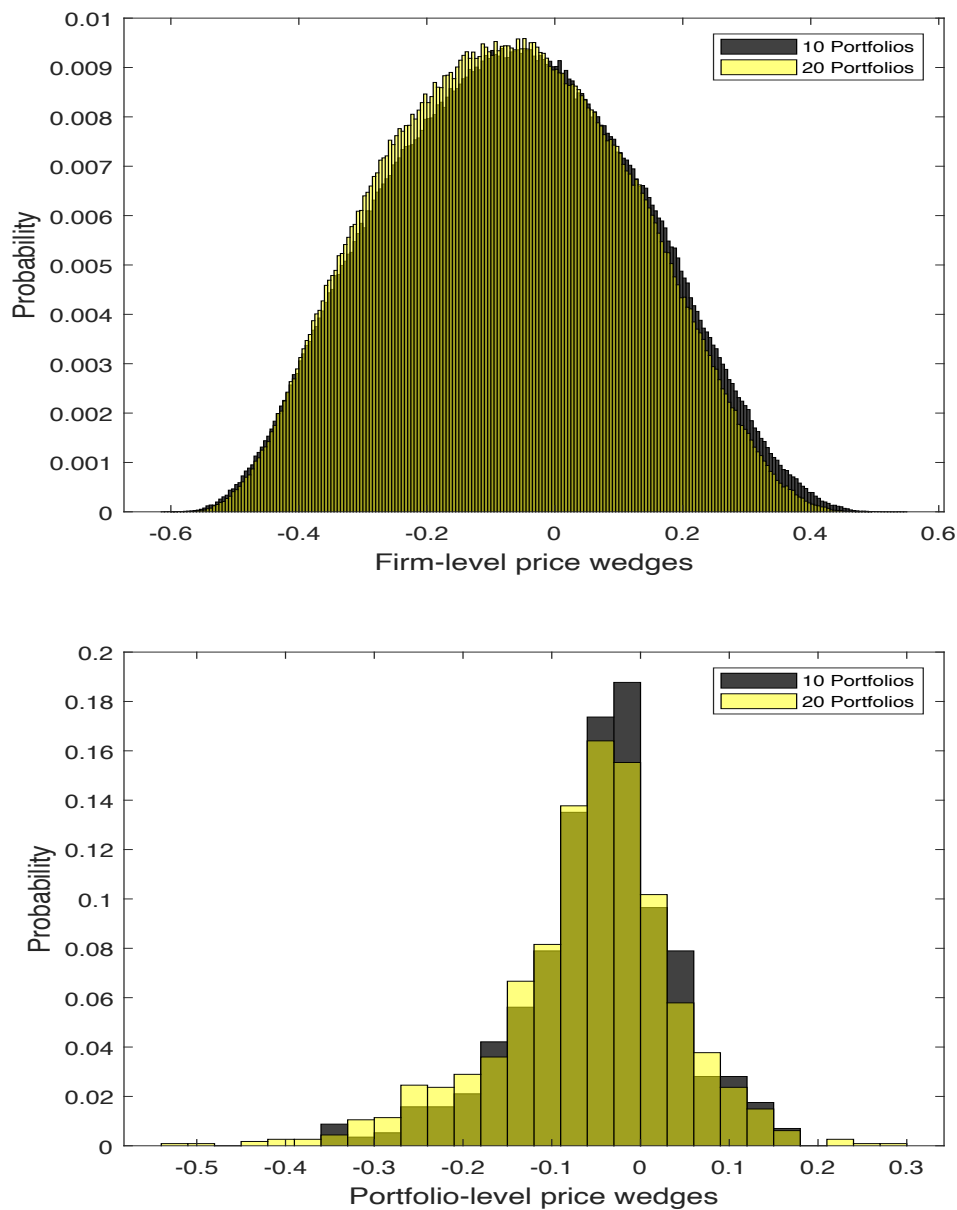 0.01
0.009
0.008
0.007
0.006
0.005
0.004
0.003
0.002
0.001
0
Probability
10 Portfolios
20 Portfolios
-0.6 -0.4 -0.2 0 0.2 0.4 0.6
Firm-level price wedges
0.2
0.18
0.16
0.14
0.12
0.1
0.08
0.06
0.04
0.02
0
Probability
10 Portfolios
20 Portfolios
-0.5 -0.4 -0.3 -0.2 -0.1 0 0.1 0.2 0.3
Portfolio-level price wedges